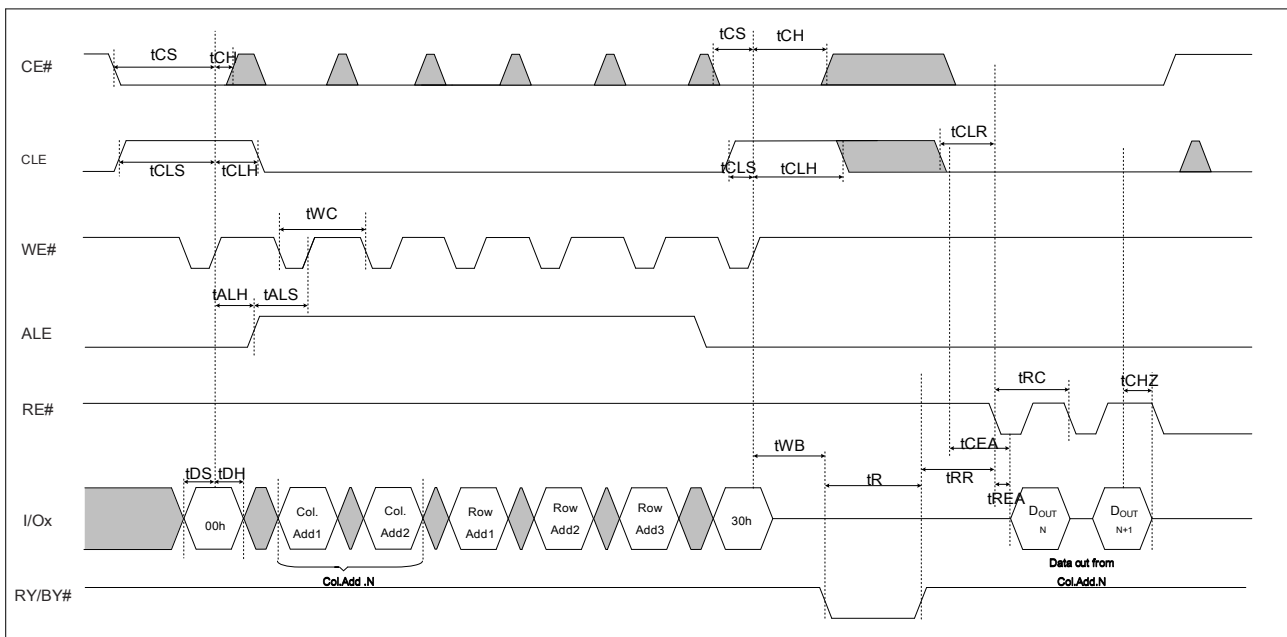 tCS
tCH
tCS
tCH
CE#
tCLR
CLE
tCLS
tCLH
tCLS
tCLH
tWC
WE#
tALH
tALS
ALE
tRC
tCHZ
RE#
tCEA
tWB
tRR
tDS
tDH
tR
tREA
I/Ox
00h
Col.
Add1
Col.
Add2
Row
Add1
Row
Add2
Row
Add3
30h
DOUT
N
DOUT
N+1
Col.Add .N
Data out from
Col.Add.N
RY/BY#